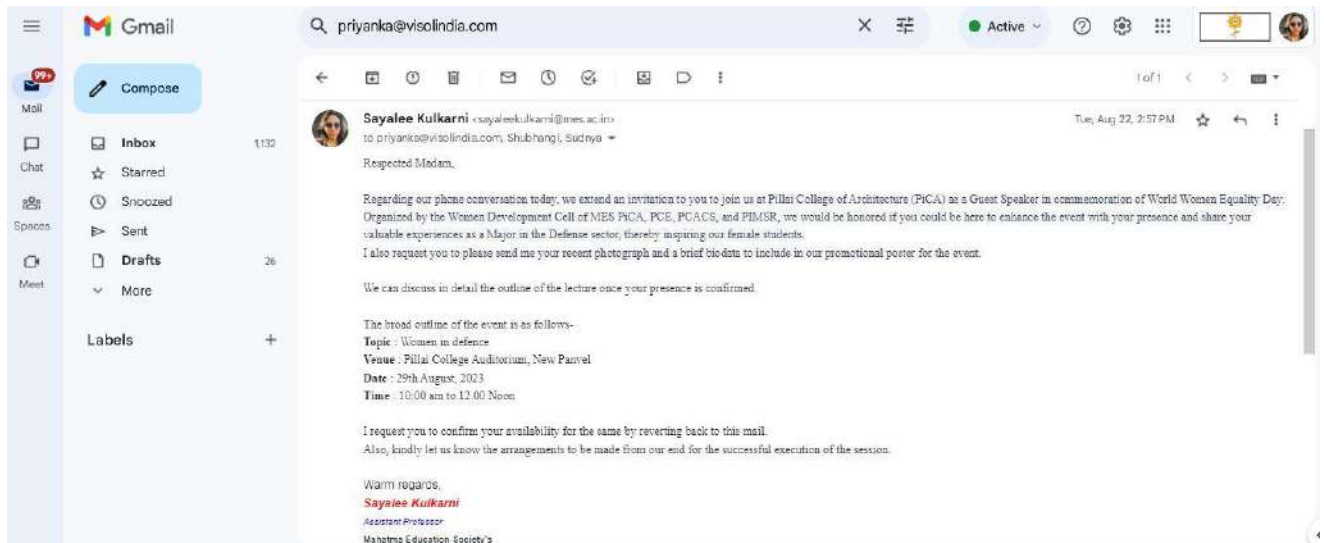 Gmail
priyanka@visolindia.com
Active
99+
Mail
Chat
Spaces
Meet
Compose
Inbox 1,132
Starred
Snoozed
Sent
Drafts 26
More
Labels +
1 of 1
Sayalee Kulkarni <sayaleekulkarni@mes.ac.in>
Tue, Aug 22, 2:57 PM
to priyanka@visolindia.com, Shubhangi, Sudnya
Respected Madam,
Regarding our phone conversation today, we extend an invitation to you to join us at Pillai College of Architecture (PiCA) as a Guest Speaker in commemoration of World Women Equality Day.
Organized by the Women Development Cell of MES PiCA, PCE, PCACS, and PIMSR, we would be honored if you could be here to enhance the event with your presence and share your
valuable experiences as a Major in the Defense sector, thereby inspiring our female students.
I also request you to please send me your recent photograph and a brief biodata to include in our promotional poster for the event.
We can discuss in detail the outline of the lecture once your presence is confirmed.
The broad outline of the event is as follows-
Topic : Women in defence
Venue : Pillai College Auditorium, New Panvel
Date : 29th August, 2023
Time : 10:00 am to 12.00 Noon
I request you to confirm your availability for the same by reverting back to this mail.
Also, kindly let us know the arrangements to be made from our end for the successful execution of the session.
Warm regards,
Sayalee Kulkarni
Assistant Professor
Mahatma Education Society's